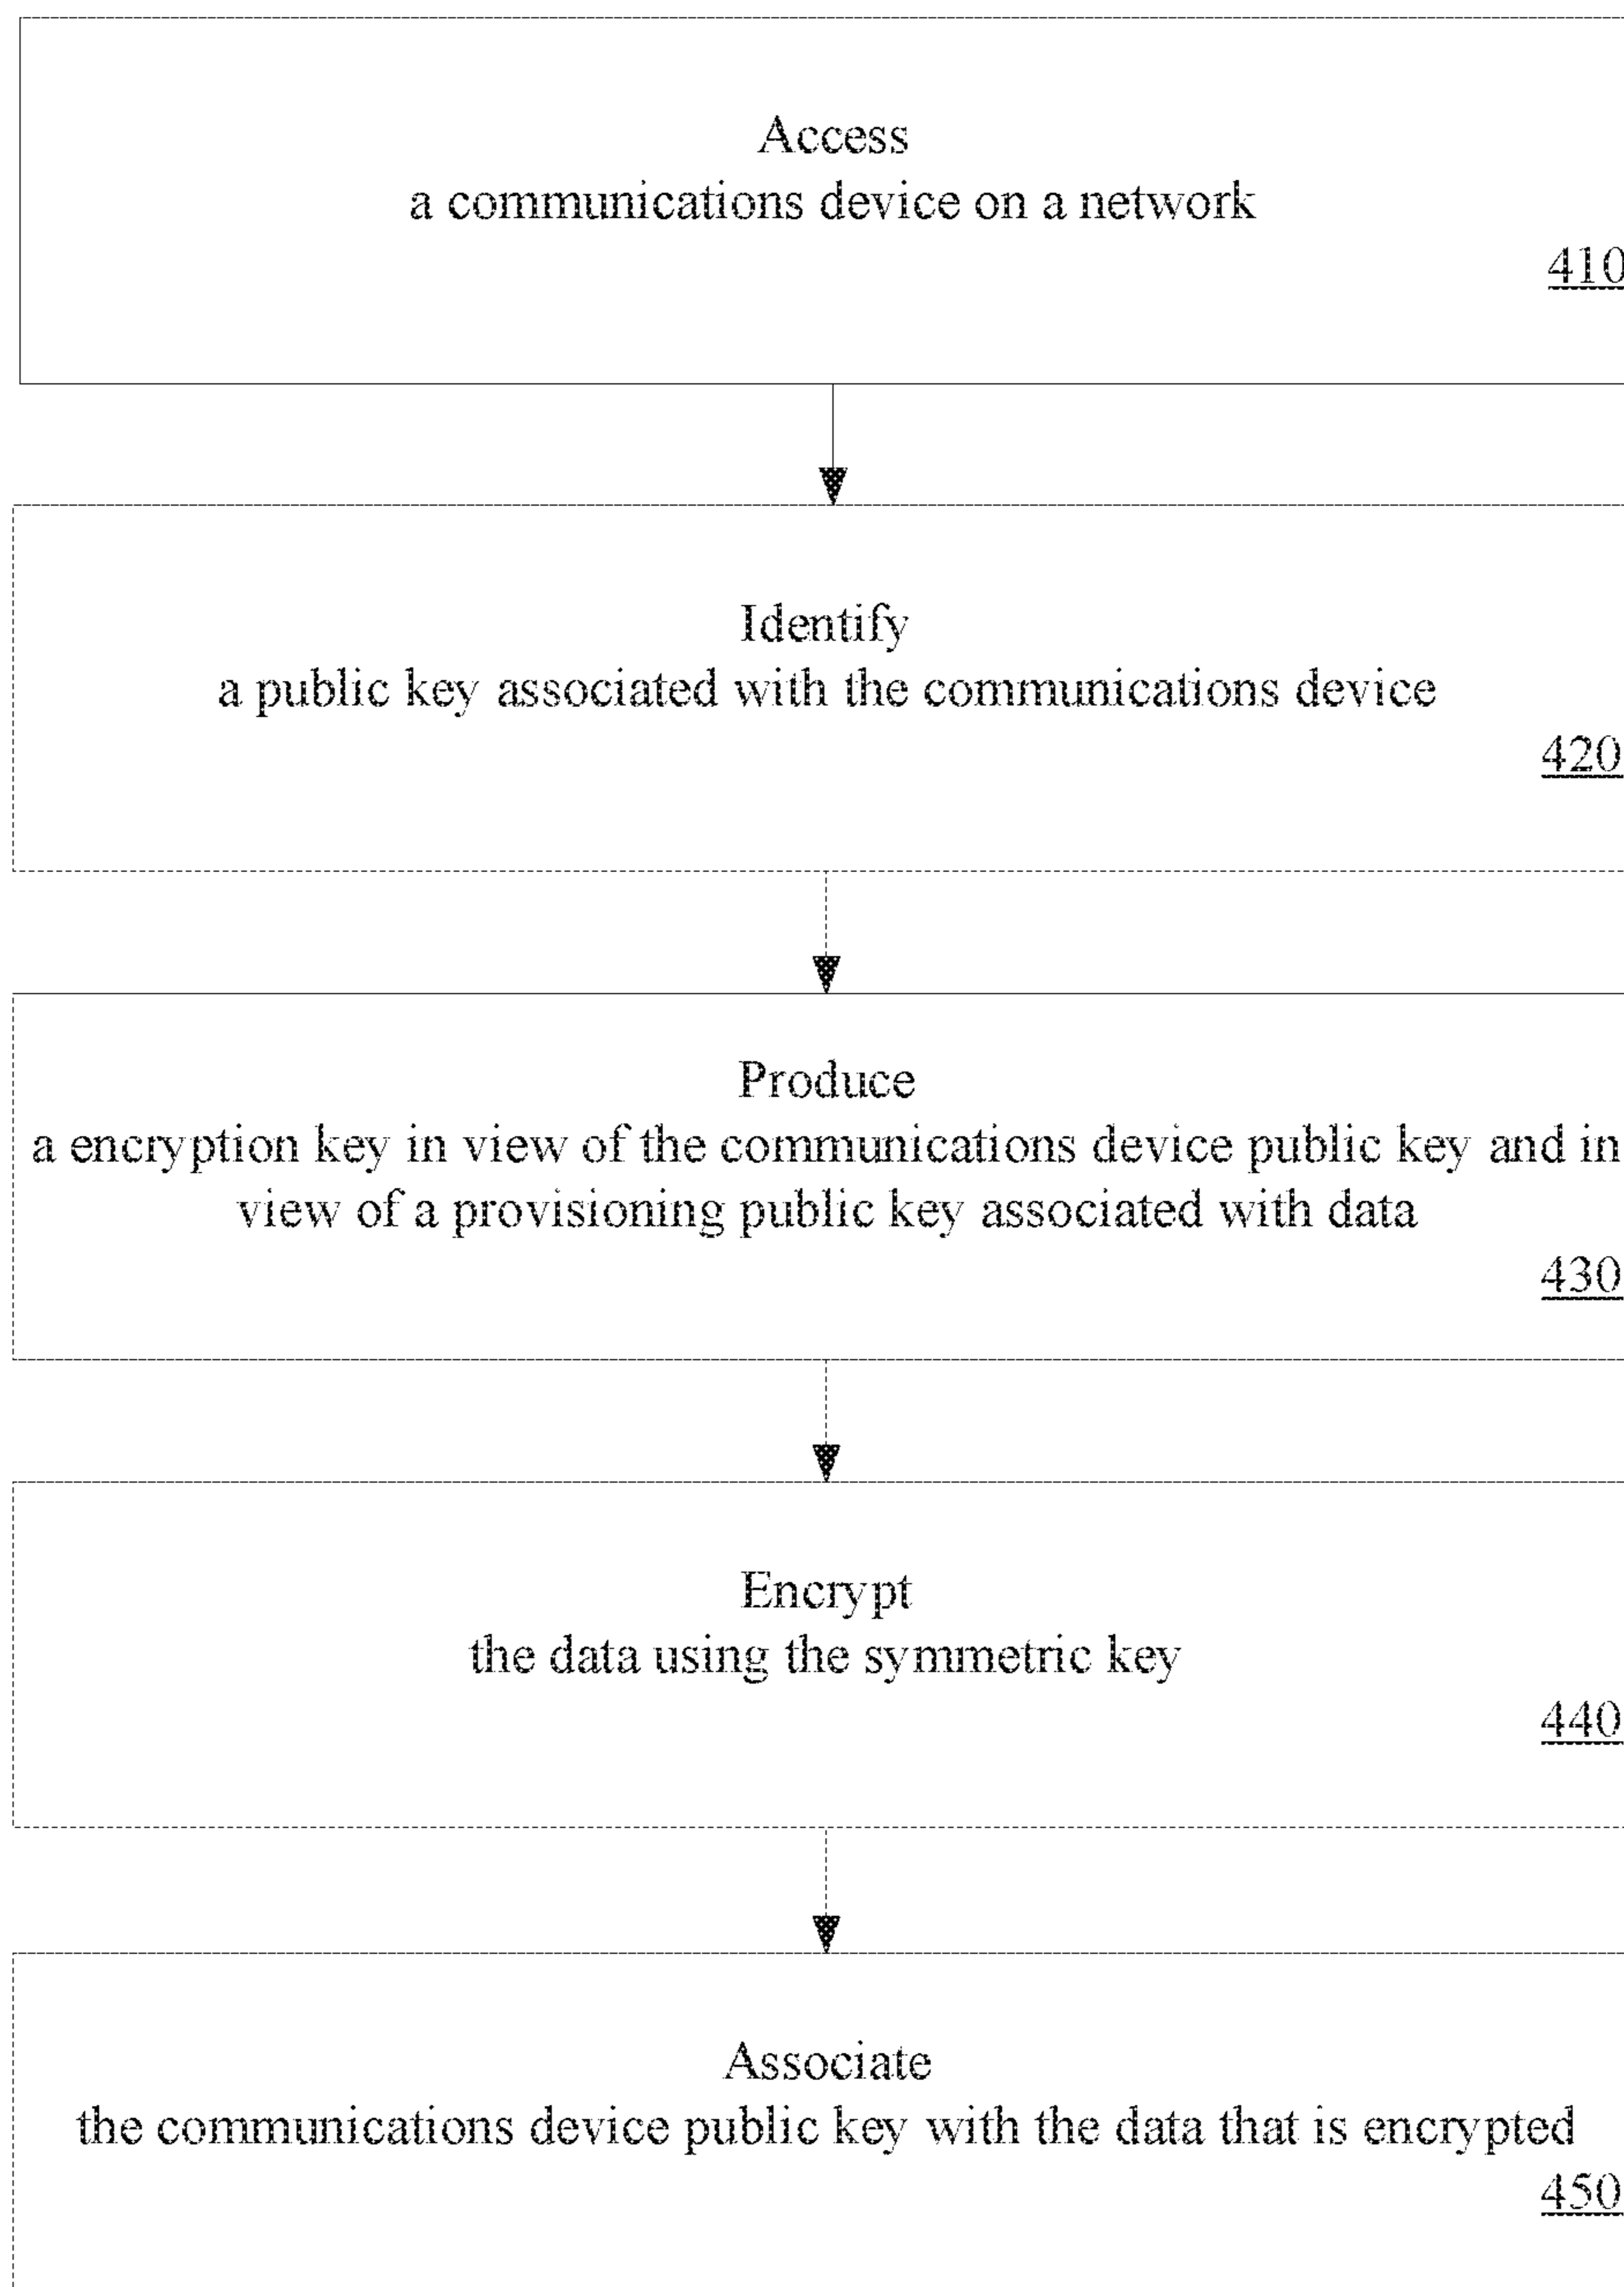 Access
a communications device on a network
410
Identify
a public key associated with the communications device
420
Produce
a encryption key in view of the communications device public key and in
view of a provisioning public key associated with data
430
Encrypt
the data using the symmetric key
440
Associate
the communications device public key with the data that is encrypted
450